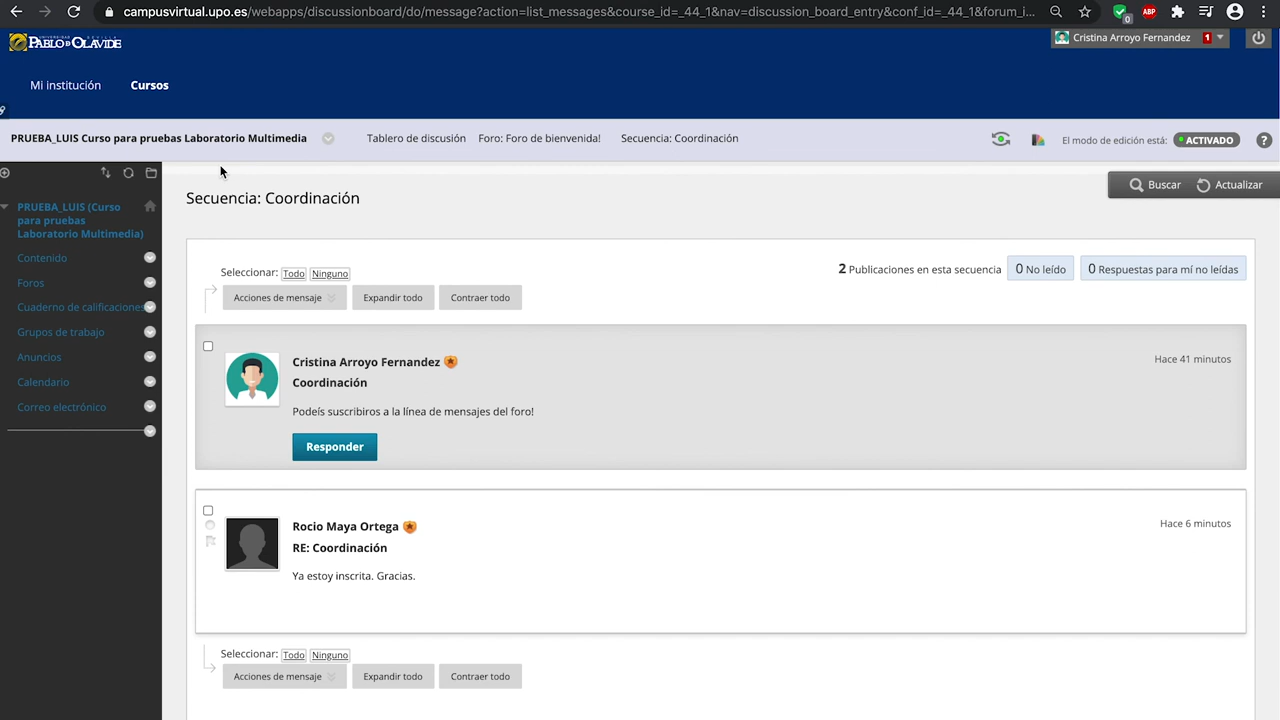 campusvirtual.upo.es/webapps/discussionboard/do/message?action=list_messages&course_id=_44_1&nav=discussion_board_entry&conf_id=_44_1&forum_i...
0
ABP
PABLO D OLAVIDE
Cristina Arroyo Fernandez 1
Mi institución Cursos
PRUEBA_LUIS Curso para pruebas Laboratorio Multimedia Tablero de discusión Foro: Foro de bienvenida! Secuencia: Coordinación El modo de edición está: ACTIVADO ?
Buscar Actualizar
Secuencia: Coordinación
PRUEBA_LUIS (Curso
para pruebas
Laboratorio Multimedia)
Contenido
Foros
Cuaderno de calificaciones
Grupos de trabajo
Anuncios
Calendario
Correo electrónico
Seleccionar: Todo Ninguno
2 Publicaciones en esta secuencia 0 No leído 0 Respuestas para mí no leídas
Acciones de mensaje Expandir todo Contraer todo
Cristina Arroyo Fernandez Hace 41 minutos
Coordinación
Podeís suscribiros a la línea de mensajes del foro!
Responder
Rocio Maya Ortega Hace 6 minutos
RE: Coordinación
Ya estoy inscrita. Gracias.
Seleccionar: Todo Ninguno
Acciones de mensaje Expandir todo Contraer todo